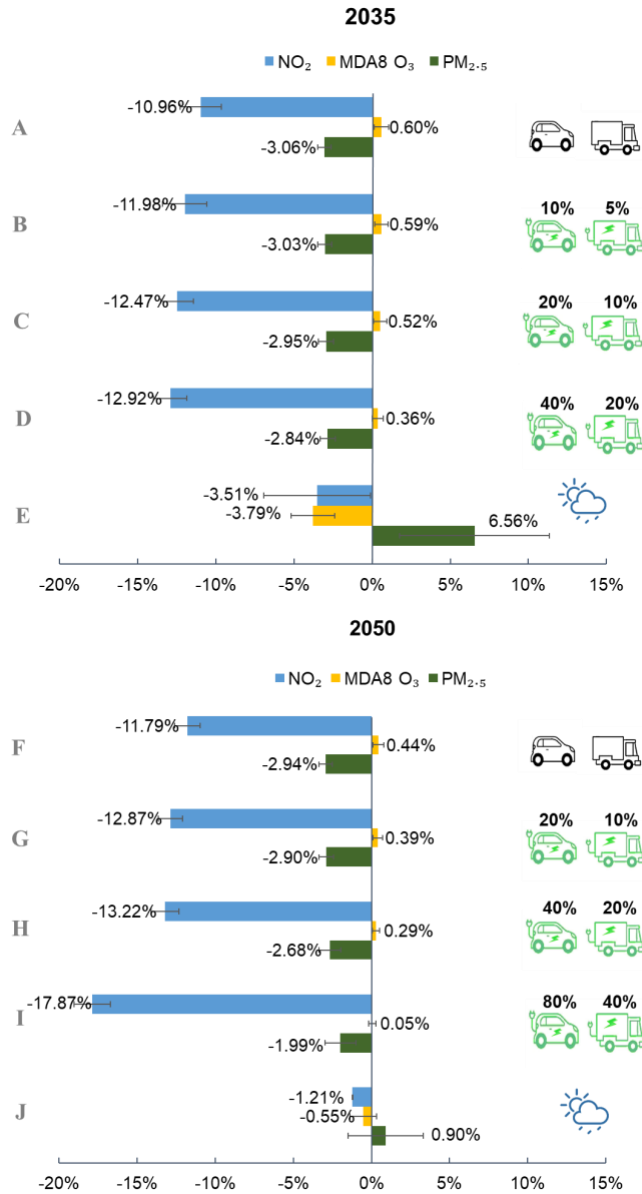 2035
NO₂ MDA8 O₃ PM₂.₅
A -10.96% 0.60% -3.06%
B -11.98% 0.59% -3.03% 10% 5%
C -12.47% 0.52% -2.95% 20% 10%
D -12.92% 0.36% -2.84% 40% 20%
E -3.51% -3.79% 6.56%
-20% -15% -10% -5% 0% 5% 10% 15%
2050
NO₂ MDA8 O₃ PM₂.₅
F -11.79% 0.44% -2.94%
G -12.87% 0.39% -2.90% 20% 10%
H -13.22% 0.29% -2.68% 40% 20%
I -17.87% 0.05% -1.99% 80% 40%
J -1.21% -0.55% 0.90%
-20% -15% -10% -5% 0% 5% 10% 15%